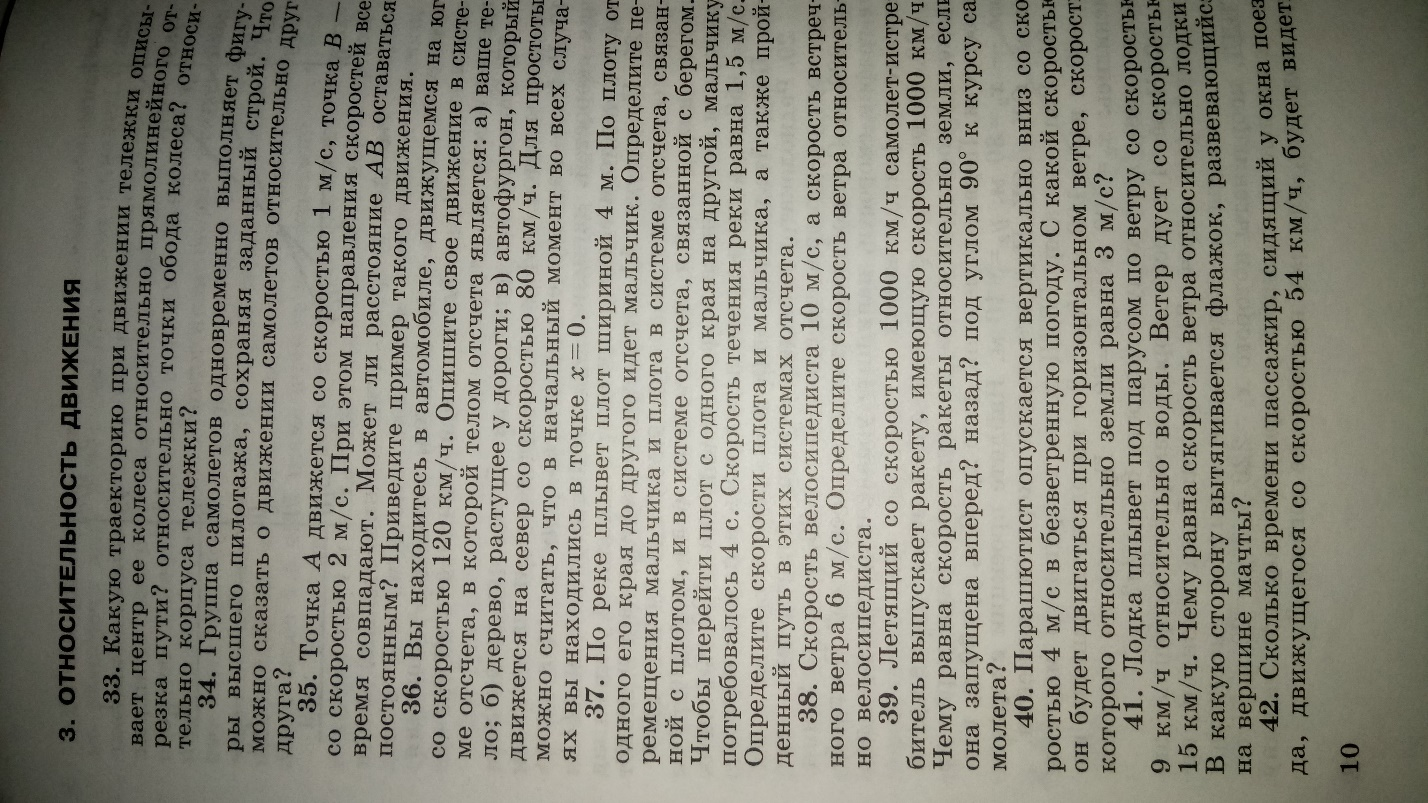 3. ОТНОСИТЕЛЬНОСТЬ ДВИЖЕНИЯ
33. Какую траекторию при движении тележки описы-
вает центр ее колеса относительно прямолинейного от-
резка пути? относительно точки обода колеса? относи-
тельно корпуса тележки?
34. Группа самолетов одновременно выполняет фигу-
ры высшего пилотажа, сохраняя заданный строй. Что
можно сказать о движении самолетов относительно друг
друга?
35. Точка А движется со скоростью 1 м/с, точка В —
со скоростью 2 м/с. При этом направления скоростей все
время совпадают. Может ли расстояние АВ оставаться
постоянным? Приведите пример такого движения.
36. Вы находитесь в автомобиле, движущемся на юг
со скоростью 120 км/ч. Опишите свое движение в систе-
ме отсчета, в которой телом отсчета является: а) ваше те-
ло; б) дерево, растущее у дороги; в) автофургон, который
движется на север со скоростью 80 км/ч. Для простоты
можно считать, что в начальный момент во всех случа-
ях вы находились в точке x = 0.
37. По реке плывет плот шириной 4 м. По плоту от
одного его края до другого идет мальчик. Определите пе-
ремещения мальчика и плота в системе отсчета, связан-
ной с плотом, и в системе отсчета, связанной с берегом.
Чтобы перейти плот с одного края на другой, мальчику
потребовалось 4 с. Скорость течения реки равна 1,5 м/с.
Определите скорости плота и мальчика, а также прой-
денный путь в этих системах отсчета.
38. Скорость велосипедиста 10 м/с, а скорость встреч-
ного ветра 6 м/с. Определите скорость ветра относитель-
но велосипедиста.
39. Летящий со скоростью 1000 км/ч самолет-истре
битель выпускает ракету, имеющую скорость 1000 км/ч
Чему равна скорость ракеты относительно земли, если
она запущена вперед? назад? под углом 90° к курсу са
молета?
40. Парашютист опускается вертикально вниз со ско
ростью 4 м/с в безветренную погоду. С какой скоростью
он будет двигаться при горизонтальном ветре, скорост
которого относительно земли равна 3 м/с?
41. Лодка плывет под парусом по ветру со скоростью
9 км/ч относительно воды. Ветер дует со скоростью
15 км/ч. Чему равна скорость ветра относительно лодки
В какую сторону вытягивается флажок, развевающийс
на вершине мачты?
42. Сколько времени пассажир, сидящий у окна поез
да, движущегося со скоростью 54 км/ч, будет видет
10